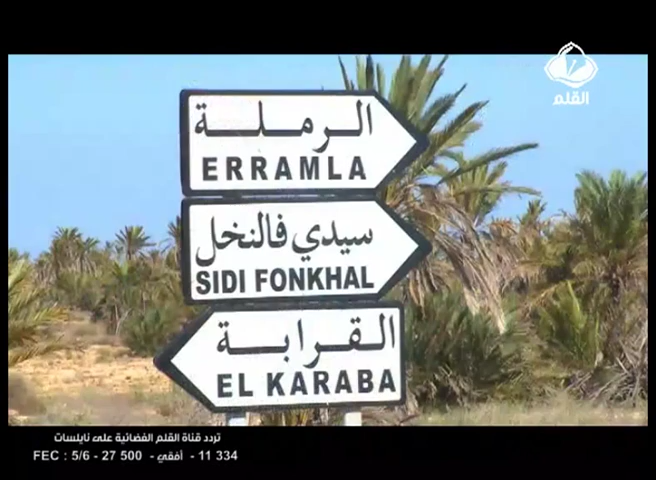 القلم
الرملة
ERRAMLA
سيدي فالنخل
SIDI FONKHAL
القرابة
EL KARABA
تردد قناة القلم الفضائية على نايلسات
FEC : 5/6 - 27 500 - أفقي - 11 334